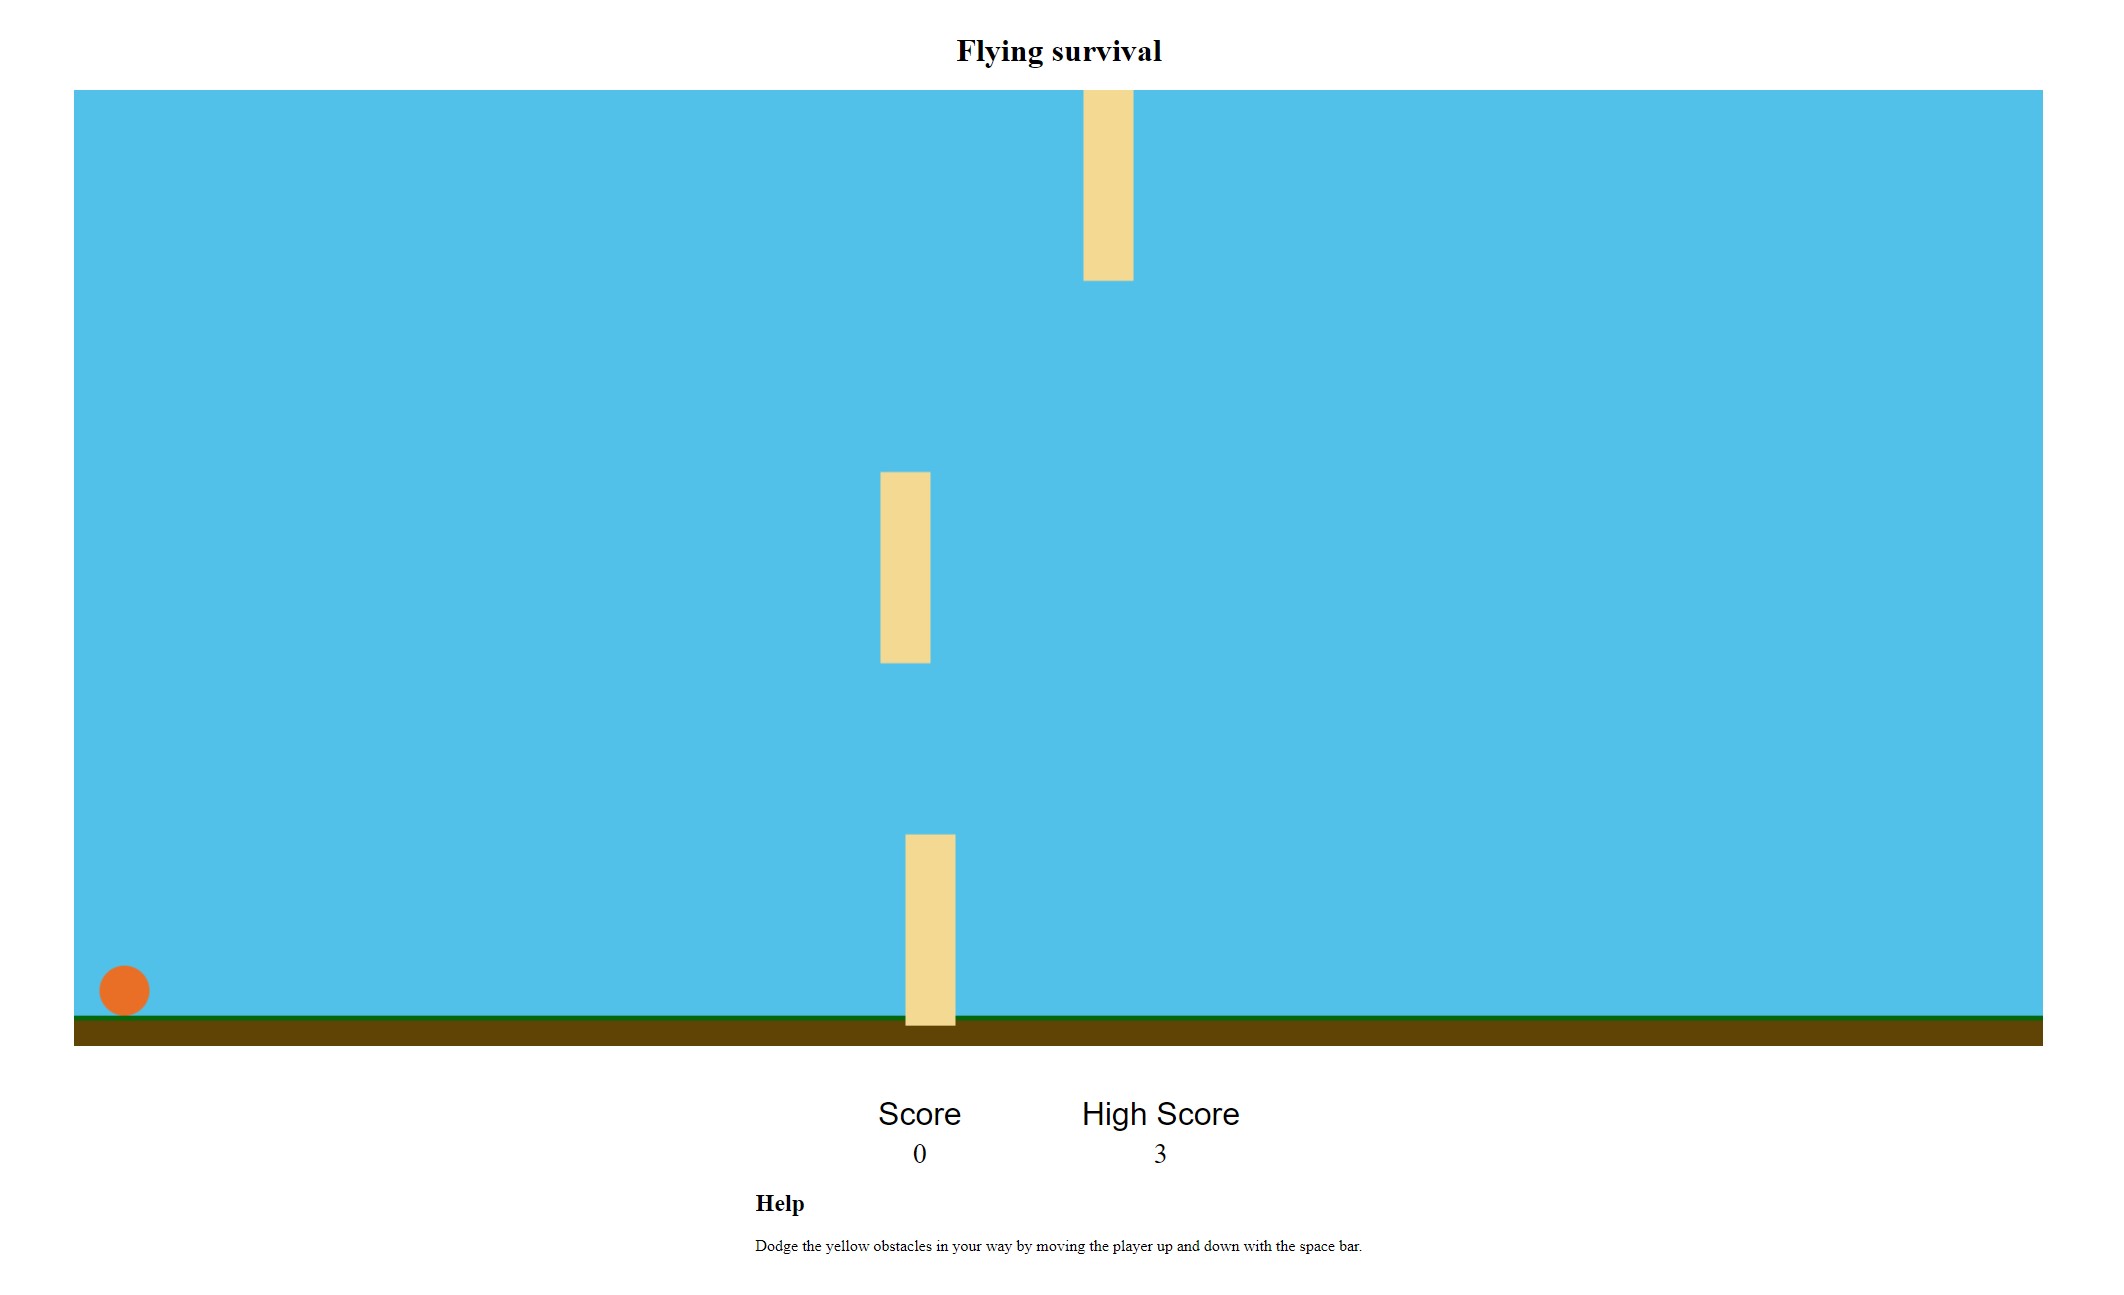 Flying survival
Score High Score
0 3
Help
Dodge the yellow obstacles in your way by moving the player up and down with the space bar.